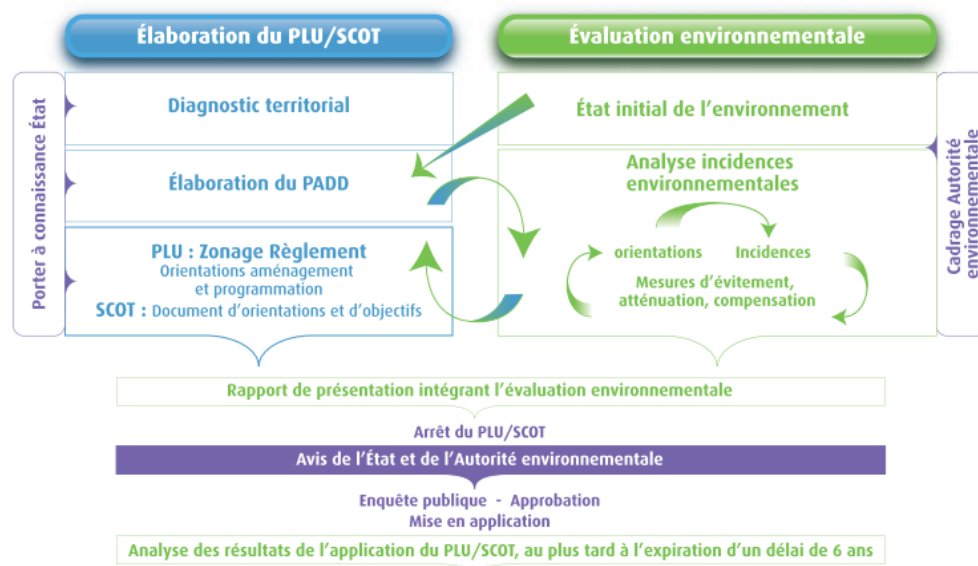 Élaboration du PLU/SCOT
Évaluation environnementale
Porter à connaissance État
Diagnostic territorial
État initial de l'environnement
Cadrage Autorité
environnementale
Élaboration du PADD
Analyse incidences
environnementales
PLU : Zonage Règlement
Orientations aménagement
et programmation
SCOT : Document d'orientations et d'objectifs
orientations
Incidences
Mesures d'évitement,
atténuation, compensation
Rapport de présentation intégrant l'évaluation environnementale
Arrêt du PLU/SCOT
Avis de l'État et de l'Autorité environnementale
Enquête publique - Approbation
Mise en application
Analyse des résultats de l'application du PLU/SCOT, au plus tard à l'expiration d'un délai de 6 ans